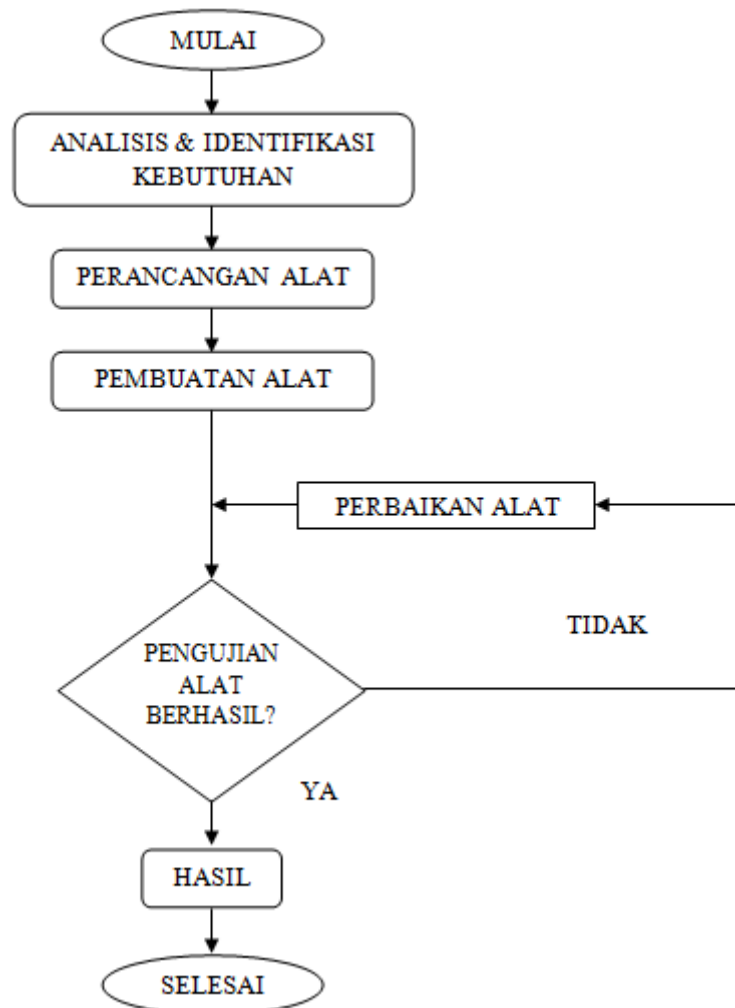 MULAI
ANALISIS & IDENTIFIKASI
KEBUTUHAN
PERANCANGAN ALAT
PEMBUATAN ALAT
PERBAIKAN ALAT
TIDAK
PENGUJIAN
ALAT
BERHASIL?
YA
HASIL
SELESAI